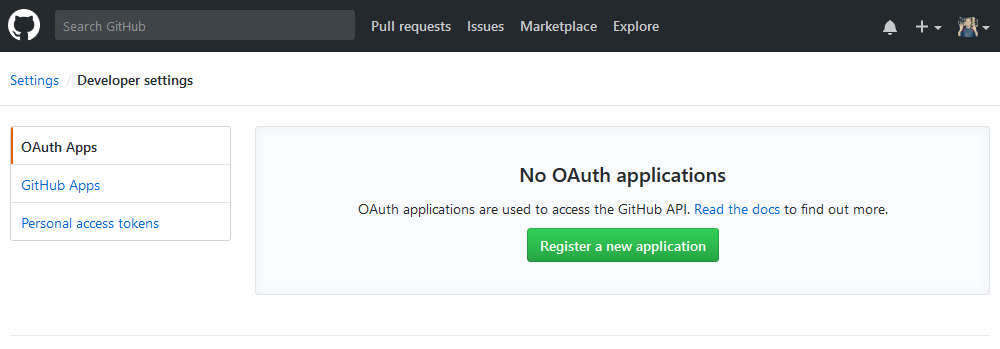 Search GitHub
Pull requests Issues Marketplace Explore
Settings / Developer settings
OAuth Apps
GitHub Apps
Personal access tokens
No OAuth applications
OAuth applications are used to access the GitHub API. Read the docs to find out more.
Register a new application